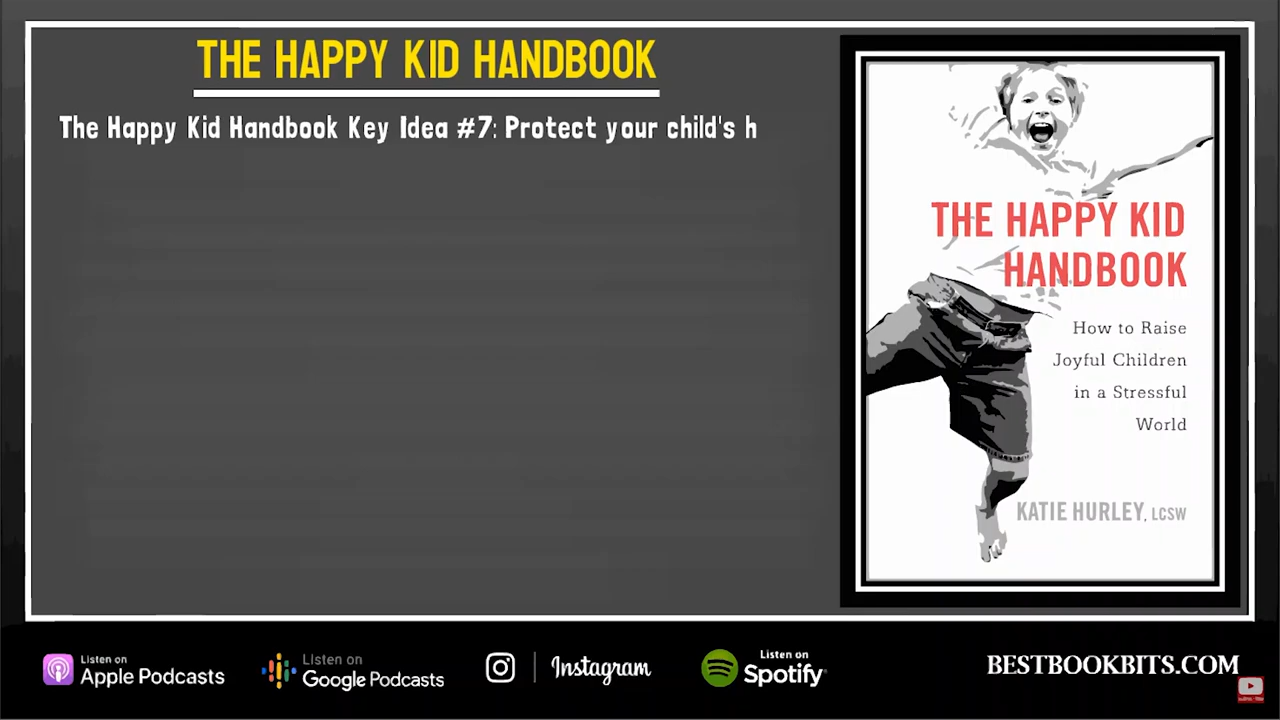 THE HAPPY KID HANDBOOK
The Happy Kid Handbook Key Idea #7: Protect your child's h
THE HAPPY KID
HANDBOOK
How to Raise
Joyful Children
in a Stressful
World
KATIE HURLEY, LCSW
Listen on
Apple Podcasts
Listen on
Google Podcasts
Instagram
Listen on
Spotify
BESTBOOKBITS.COM